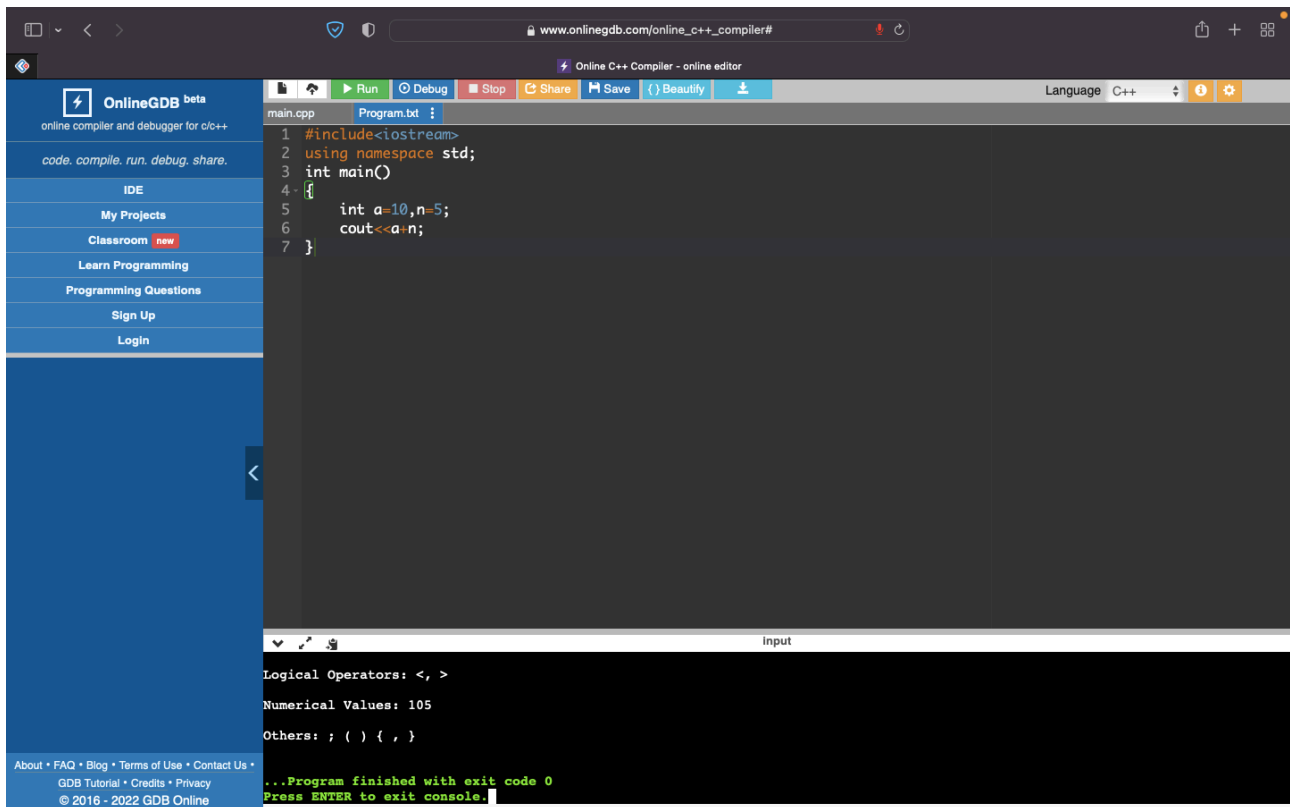 www.onlinegdb.com/online_c++_compiler#
Online C++ Compiler - online editor
OnlineGDB beta
online compiler and debugger for c/c++
code. compile. run. debug. share.
IDE
My Projects
Classroom new
Learn Programming
Programming Questions
Sign Up
Login
About • FAQ • Blog • Terms of Use • Contact Us •
GDB Tutorial • Credits • Privacy
© 2016 - 2022 GDB Online
Run Debug Stop Share Save {} Beautify Language C++
main.cpp Program.txt
1 #include<iostream>
2 using namespace std;
3 int main()
4 {
5 int a=10,n=5;
6 cout<<a+n;
7 }
input
Logical Operators: <, >
Numerical Values: 105
Others: ; ( ) { , }
...Program finished with exit code 0
Press ENTER to exit console.